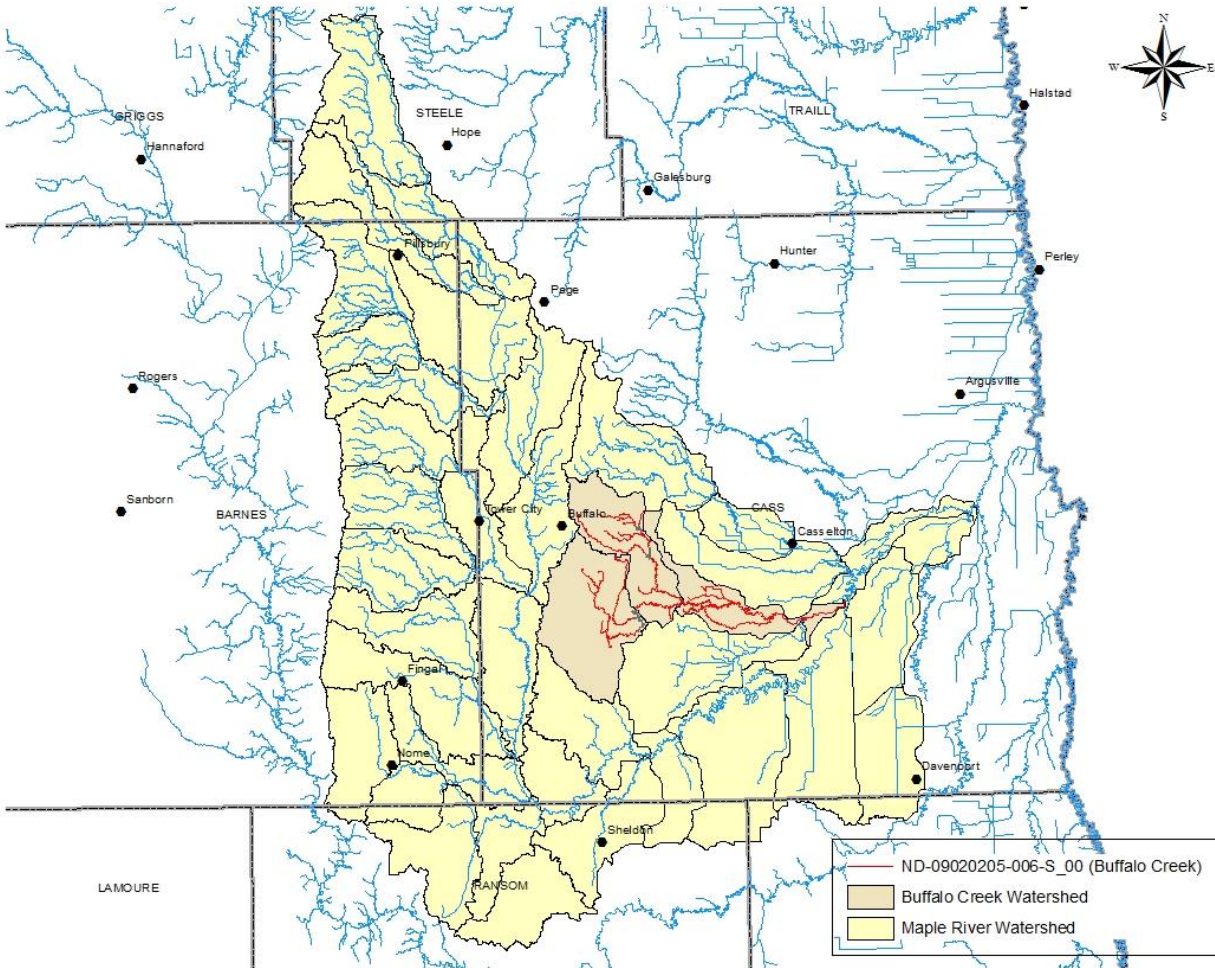 N
W E
S
Halstad
GRIGGS
STEELE
TRAILL
Hope
Hannaford
Galesburg
Pillsbury
Hunter
Perley
Page
Rogers
Argusville
Sanborn
BARNES
Tower City
Buffalo
CASS
Casselton
Fingal
Nome
Davenport
Sheldon
LAMOURE
RANSOM
ND-09020205-006-S_00 (Buffalo Creek)
Buffalo Creek Watershed
Maple River Watershed